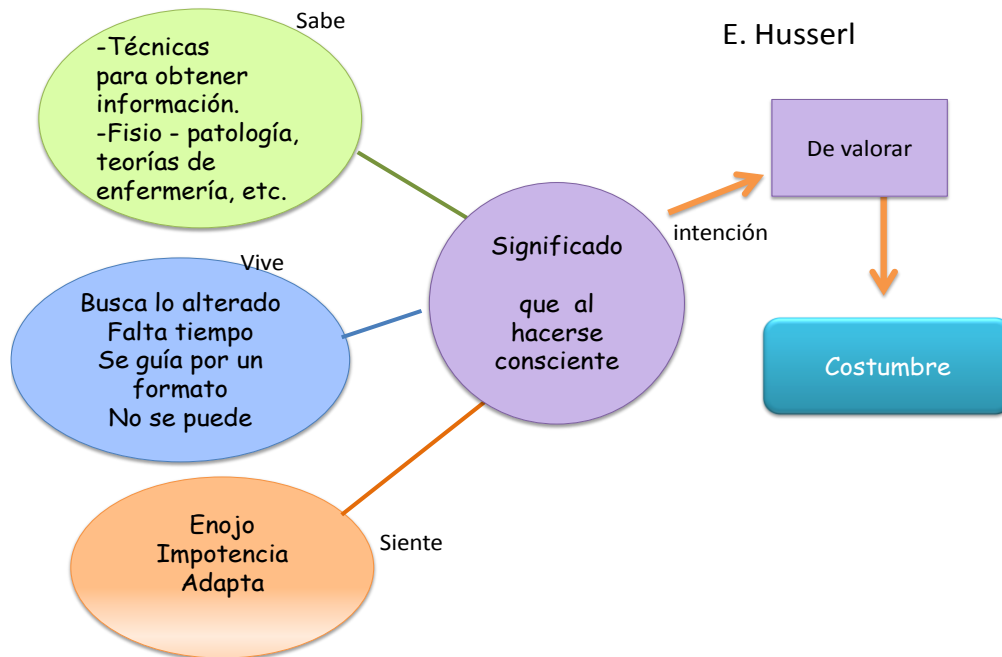 Sabe
E. Husserl
-Técnicas
para obtener
información.
-Fisio - patología,
teorías de
enfermería, etc.
De valorar
intención
Significado
que al
hacerse
consciente
Vive
Busca lo alterado
Falta tiempo
Se guía por un
formato
No se puede
Costumbre
Siente
Enojo
Impotencia
Adapta